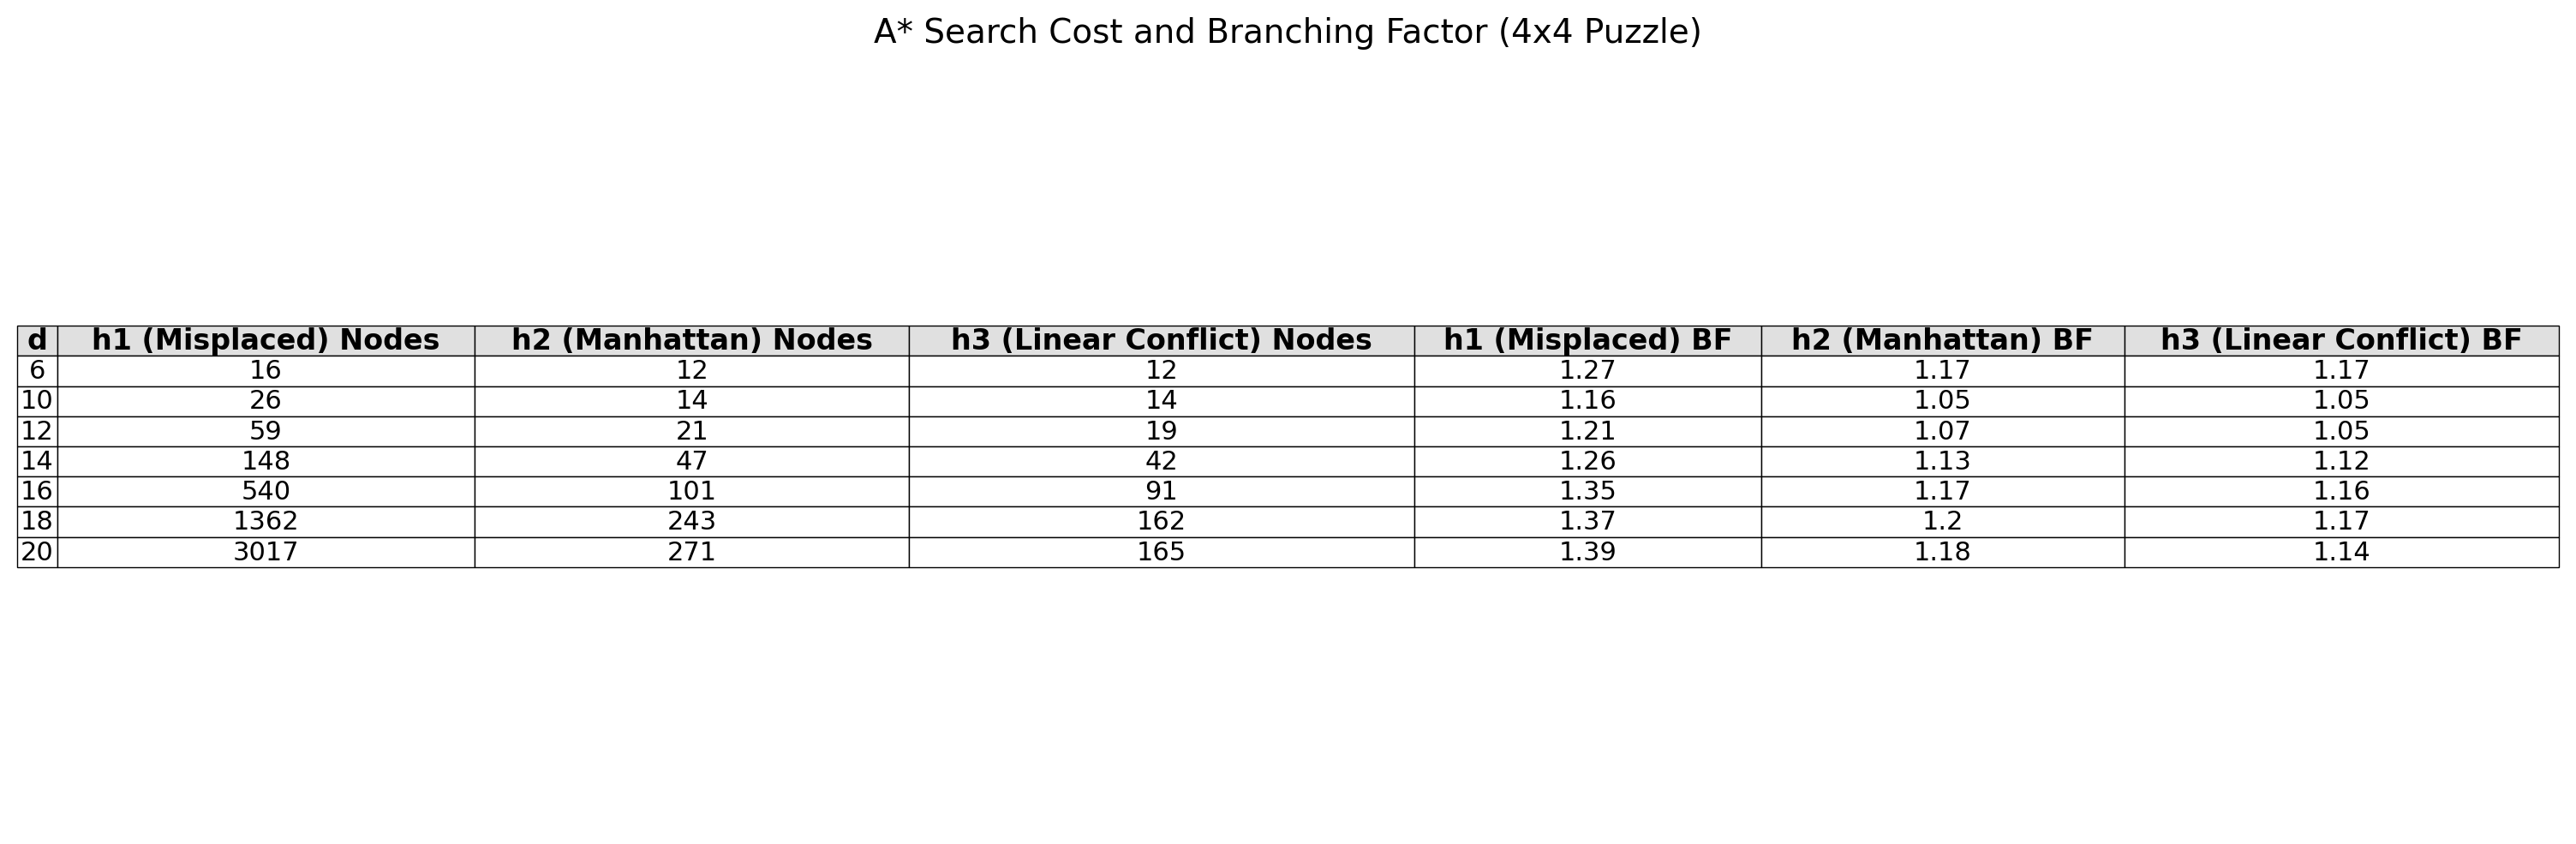 A* Search Cost and Branching Factor (4x4 Puzzle)
d h1 (Misplaced) Nodes h2 (Manhattan) Nodes h3 (Linear Conflict) Nodes h1 (Misplaced) BF h2 (Manhattan) BF h3 (Linear Conflict) BF
6 16 12 12 1.27 1.17 1.17
10 26 14 14 1.16 1.05 1.05
12 59 21 19 1.21 1.07 1.05
14 148 47 42 1.26 1.13 1.12
16 540 101 91 1.35 1.17 1.16
18 1362 243 162 1.37 1.2 1.17
20 3017 271 165 1.39 1.18 1.14